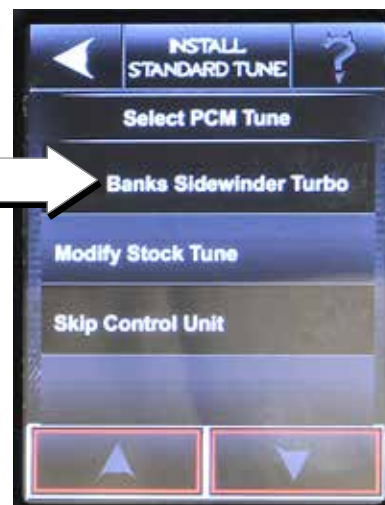 INSTALL
STANDARD TUNE
?
Select PCM Tune
Banks Sidewinder Turbo
Modify Stock Tune
Skip Control Unit